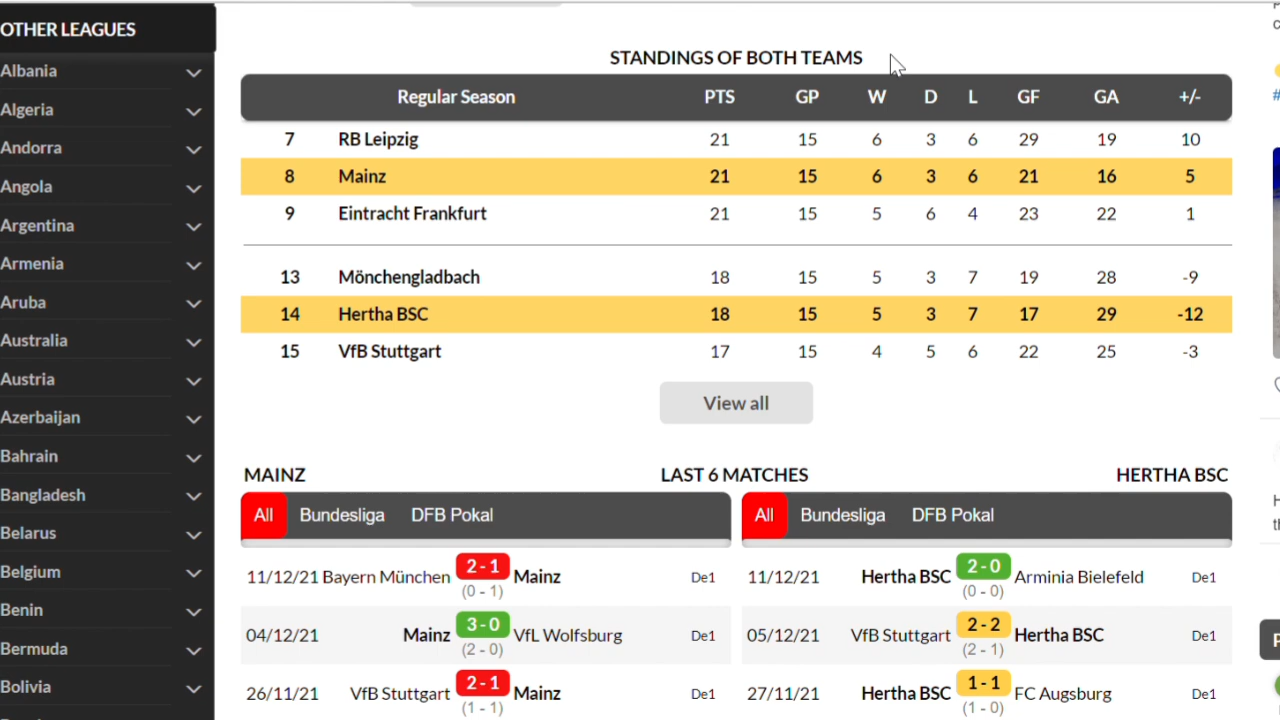 OTHER LEAGUES
Albania
Algeria
Andorra
Angola
Argentina
Armenia
Aruba
Australia
Austria
Azerbaijan
Bahrain
Bangladesh
Belarus
Belgium
Benin
Bermuda
Bolivia
STANDINGS OF BOTH TEAMS
Regular Season PTS GP W D L GF GA +/-
7 RB Leipzig 21 15 6 3 6 29 19 10
8 Mainz 21 15 6 3 6 21 16 5
9 Eintracht Frankfurt 21 15 5 6 4 23 22 1
13 Mönchengladbach 18 15 5 3 7 19 28 -9
14 Hertha BSC 18 15 5 3 7 17 29 -12
15 VfB Stuttgart 17 15 4 5 6 22 25 -3
View all
MAINZ LAST 6 MATCHES HERTHA BSC
All Bundesliga DFB Pokal
11/12/21 Bayern München 2 - 1 Mainz De1
(0 - 1)
04/12/21 Mainz 3 - 0 VfL Wolfsburg De1
(2 - 0)
26/11/21 VfB Stuttgart 2 - 1 Mainz De1
(1 - 1)
All Bundesliga DFB Pokal
11/12/21 Hertha BSC 2 - 0 Arminia Bielefeld De1
(0 - 0)
05/12/21 VfB Stuttgart 2 - 2 Hertha BSC De1
(2 - 1)
27/11/21 Hertha BSC 1 - 1 FC Augsburg De1
(1 - 0)